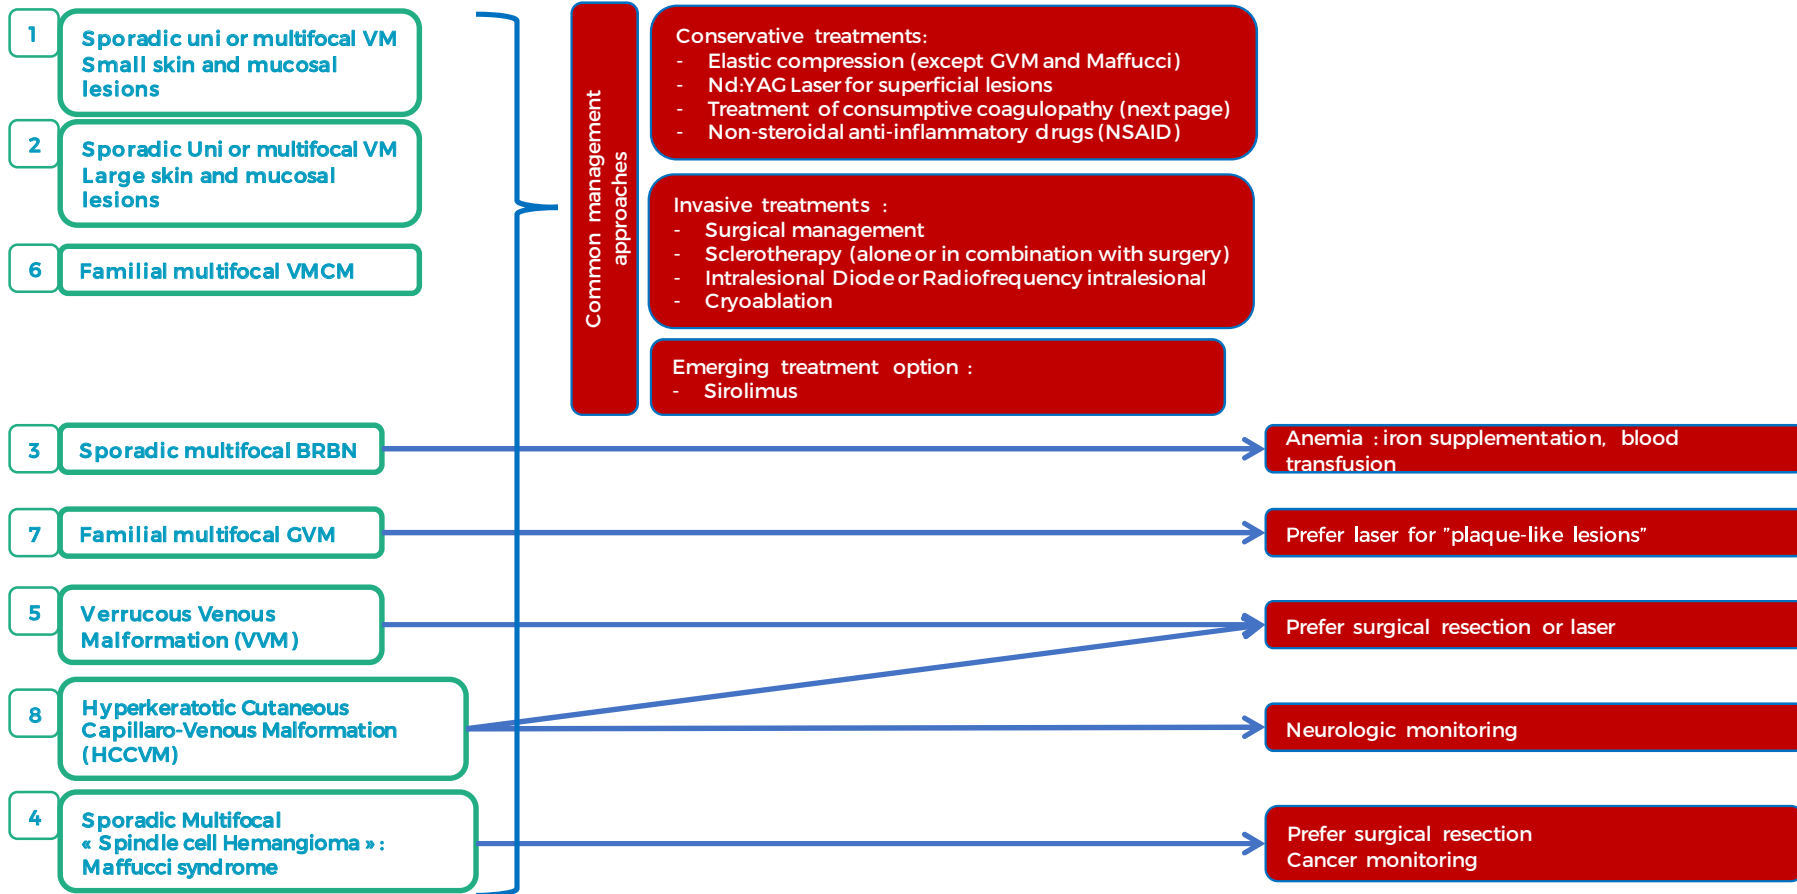 1
Sporadic uni or multifocal VM
Small skin and mucosal
lesions
2
Sporadic Uni or multifocal VM
Large skin and mucosal
lesions
6
Familial multifocal VMCM
Common management
approaches
Conservative treatments:
- Elastic compression (except GVM and Maffucci)
- Nd:YAG Laser for superficial lesions
- Treatment of consumptive coagulopathy (next page)
- Non-steroidal anti-inflammatory drugs (NSAID)
Invasive treatments :
- Surgical management
- Sclerotherapy (alone or in combination with surgery)
- Intralesional Diode or Radiofrequency intralesional
- Cryoablation
Emerging treatment option :
- Sirolimus
3
Sporadic multifocal BRBN
Anemia : iron supplementation, blood
transfusion
7
Familial multifocal GVM
Prefer laser for ”plaque-like lesions”
5
Verrucous Venous
Malformation (VVM)
Prefer surgical resection or laser
8
Hyperkeratotic Cutaneous
Capillaro-Venous Malformation
(HCCVM)
Neurologic monitoring
4
Sporadic Multifocal
« Spindle cell Hemangioma » :
Maffucci syndrome
Prefer surgical resection
Cancer monitoring